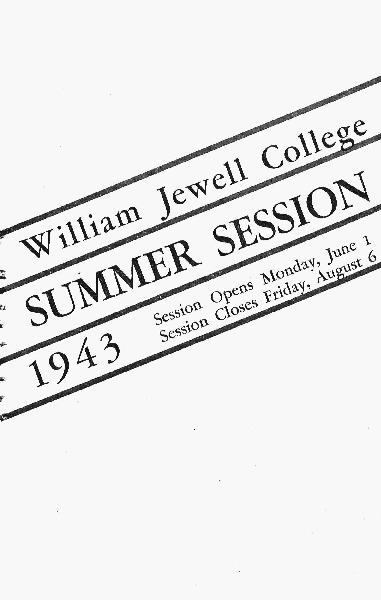 William Jewell College
SUMMER SESSION
1943
Session Opens Monday, June 1
Session Closes Friday, August 6